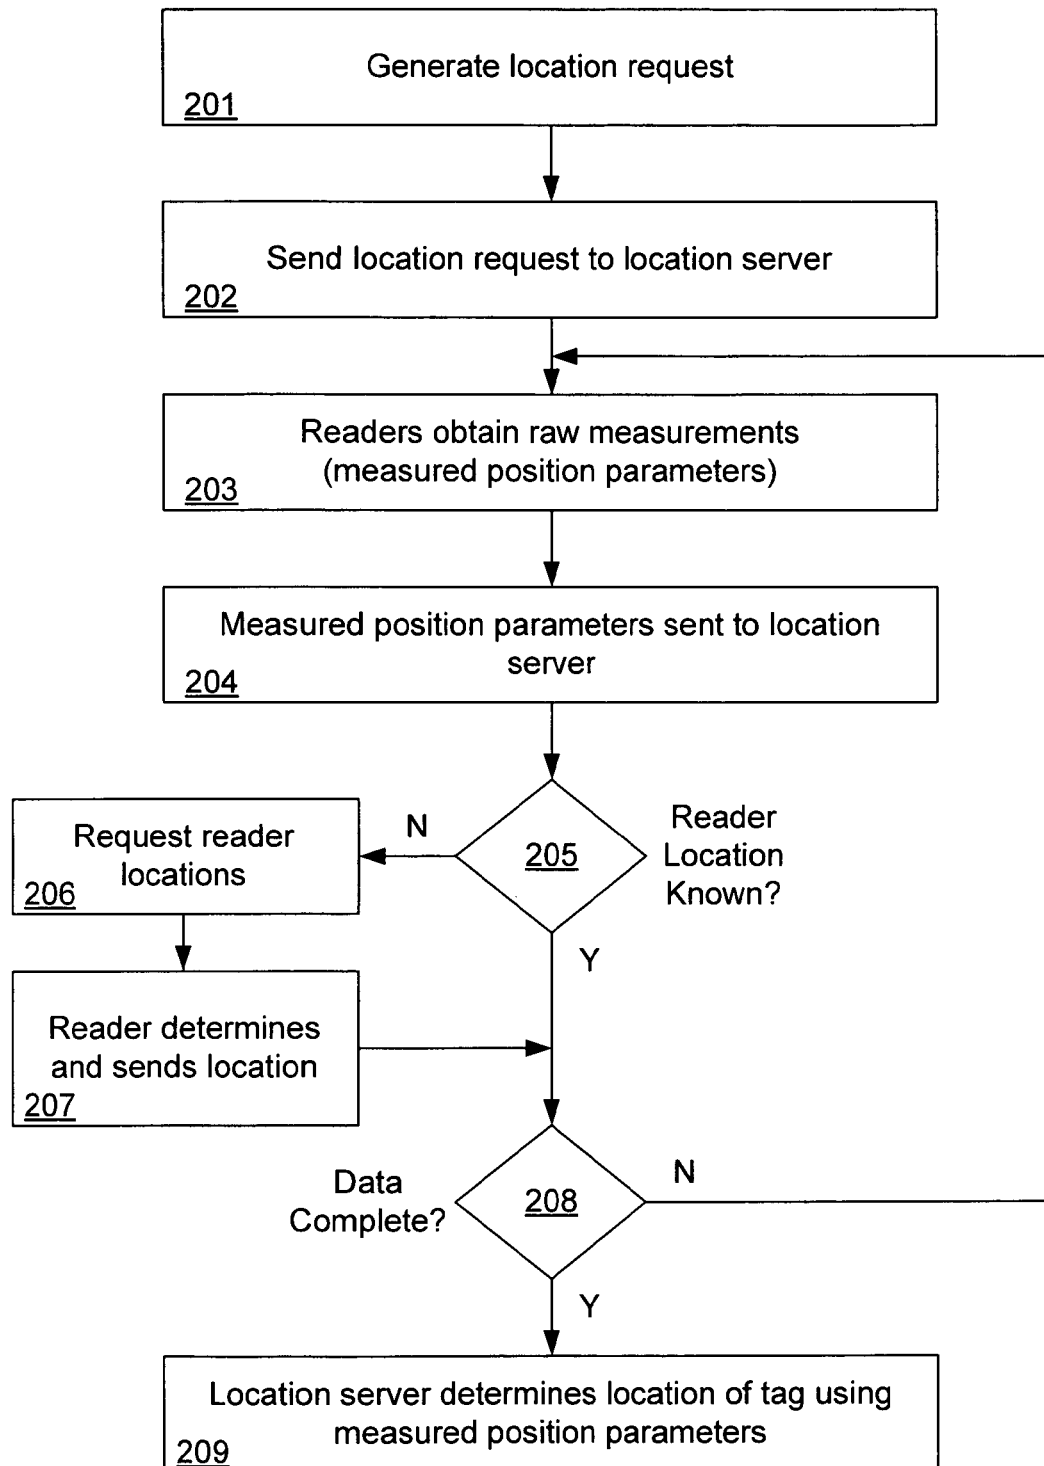 Generate location request
201
Send location request to location server
202
Readers obtain raw measurements
(measured position parameters)
203
Measured position parameters sent to location
server
204
Reader
Location
Known?
205
N
Y
Request reader
locations
206
Reader determines
and sends location
207
Data
Complete?
208
N
Y
Location server determines location of tag using
measured position parameters
209